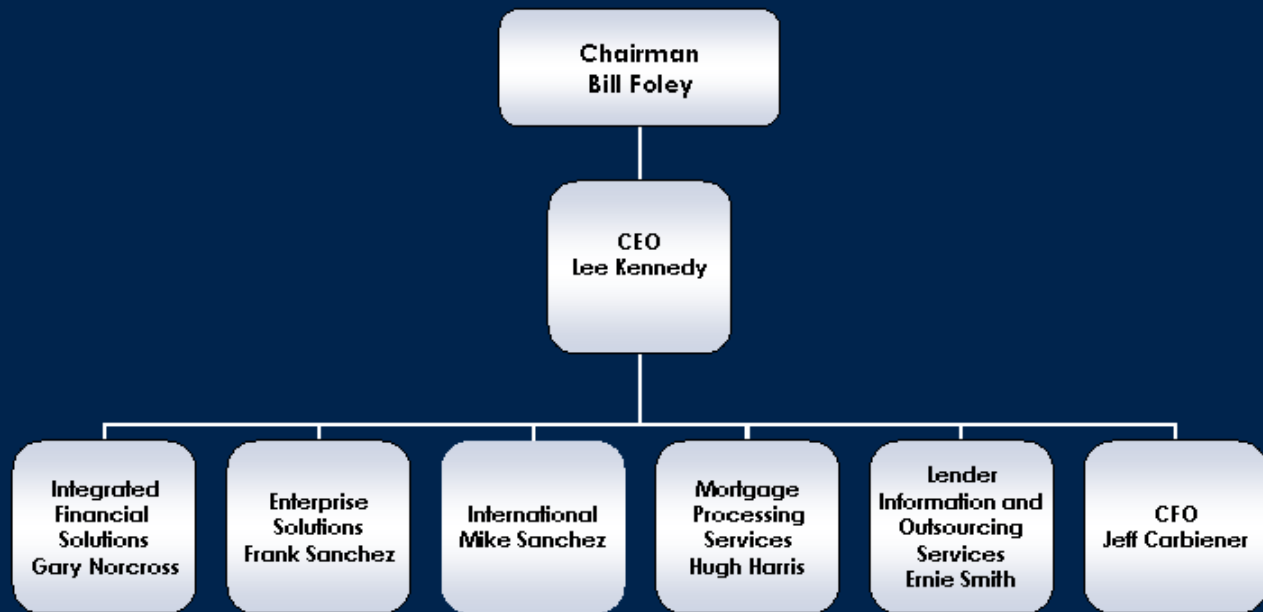 Chairman
Bill Foley
CEO
Lee Kennedy
Integrated
Financial
Solutions
Gary Norcross
Enterprise
Solutions
Frank Sanchez
International
Mike Sanchez
Mortgage
Processing
Services
Hugh Harris
Lender
Information and
Outsourcing
Services
Ernie Smith
CFO
Jeff Carbiener